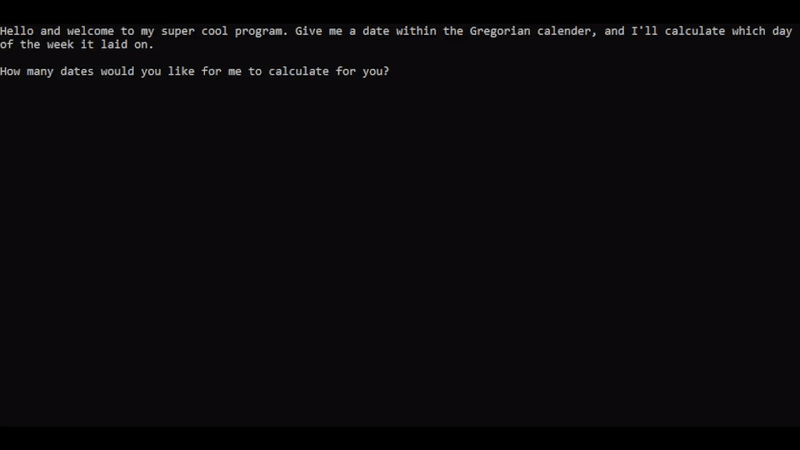 Hello and welcome to my super cool program. Give me a date within the Gregorian calender, and I'll calculate which day
of the week it laid on.
How many dates would you like for me to calculate for you?